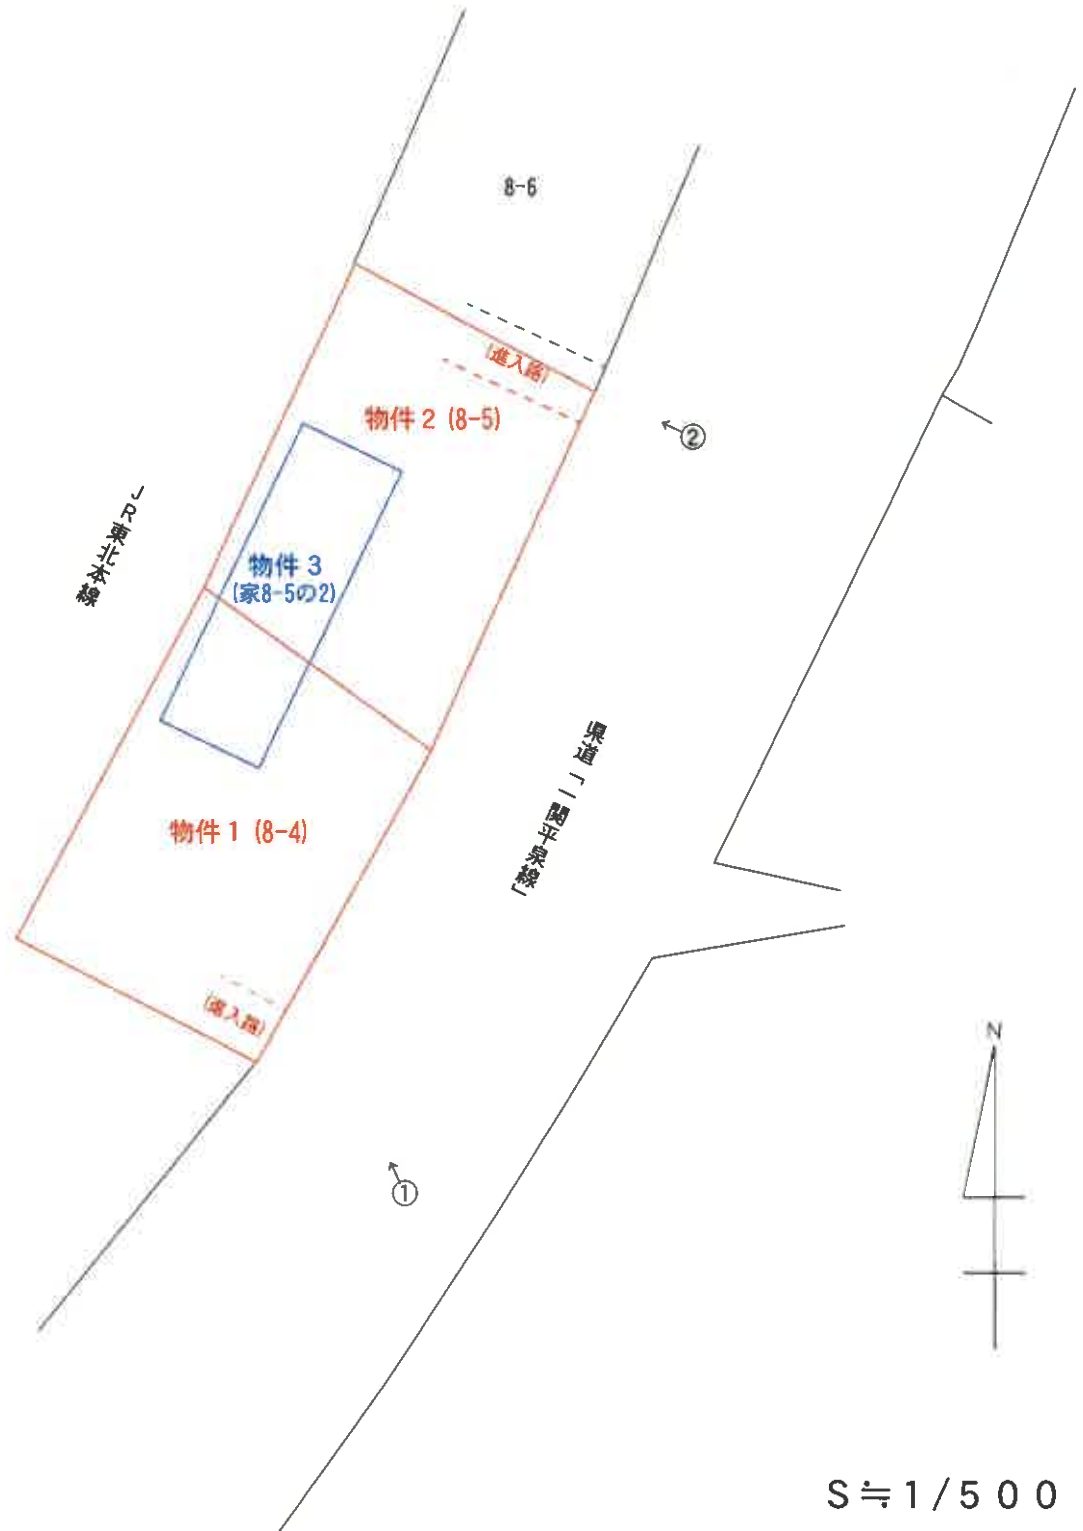 8-6
(進入路)
物件2 (8-5)
②
JR東北本線
物件3
(家8-5の2)
県道「一関平泉線」
物件1 (8-4)
(進入路)
N
①
S≒1/500